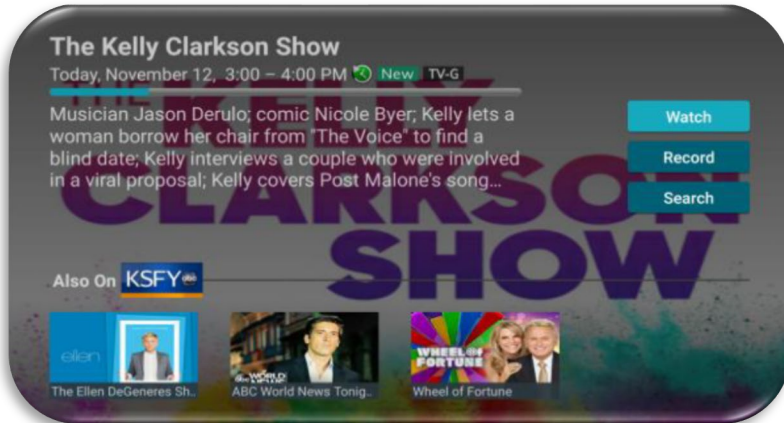 The Kelly Clarkson Show
Today, November 12, 3:00 – 4:00 PM New TV-G
Musician Jason Derulo; comic Nicole Byer; Kelly lets a
woman borrow her chair from "The Voice" to find a
blind date; Kelly interviews a couple who were involved
in a viral proposal; Kelly covers Post Malone's song...
Watch
Record
Search
THE KELLY
CLARKSON
SHOW
Also On KSFY abc
ellen
WORLD NEWS
WHEEL OF
FORTUNE
The Ellen DeGeneres Sh..
ABC World News Tonig..
Wheel of Fortune